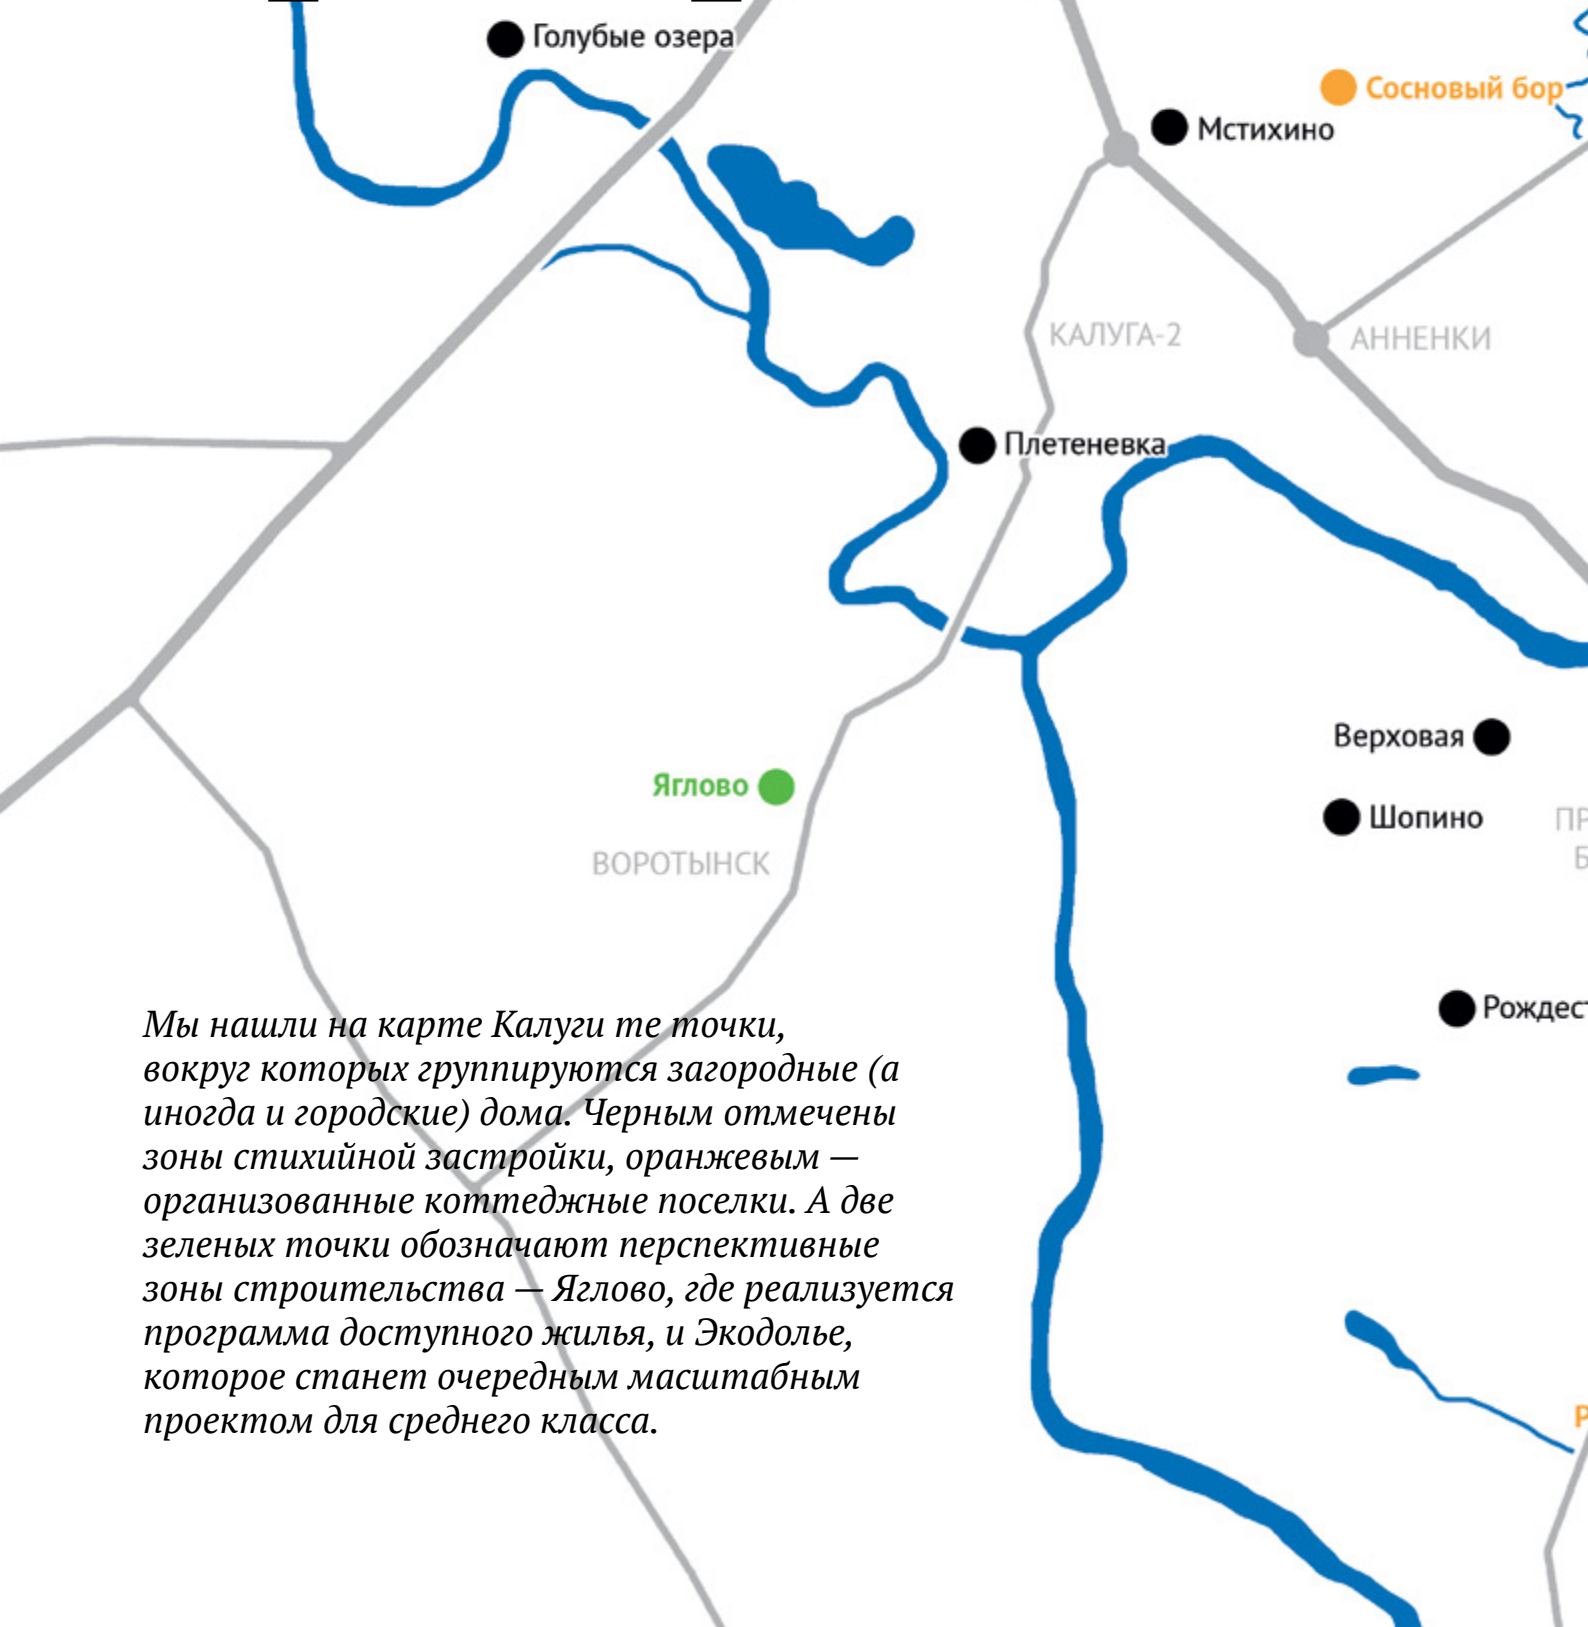 Голубые озера
Сосновый бор
Мстихино
КАЛУГА-2
АННЕНКИ
Плетеневка
Верховая
Яглово
Шопино
ПР
Б
ВОРОТЫНСК
Рождест
Мы нашли на карте Калуги те точки,
вокруг которых группируются загородные (а
иногда и городские) дома. Черным отмечены
зоны стихийной застройки, оранжевым —
организованные коттеджные поселки. А две
зеленых точки обозначают перспективные
зоны строительства — Яглово, где реализуется
программа доступного жилья, и Экодолье,
которое станет очередным масштабным
проектом для среднего класса.
Р